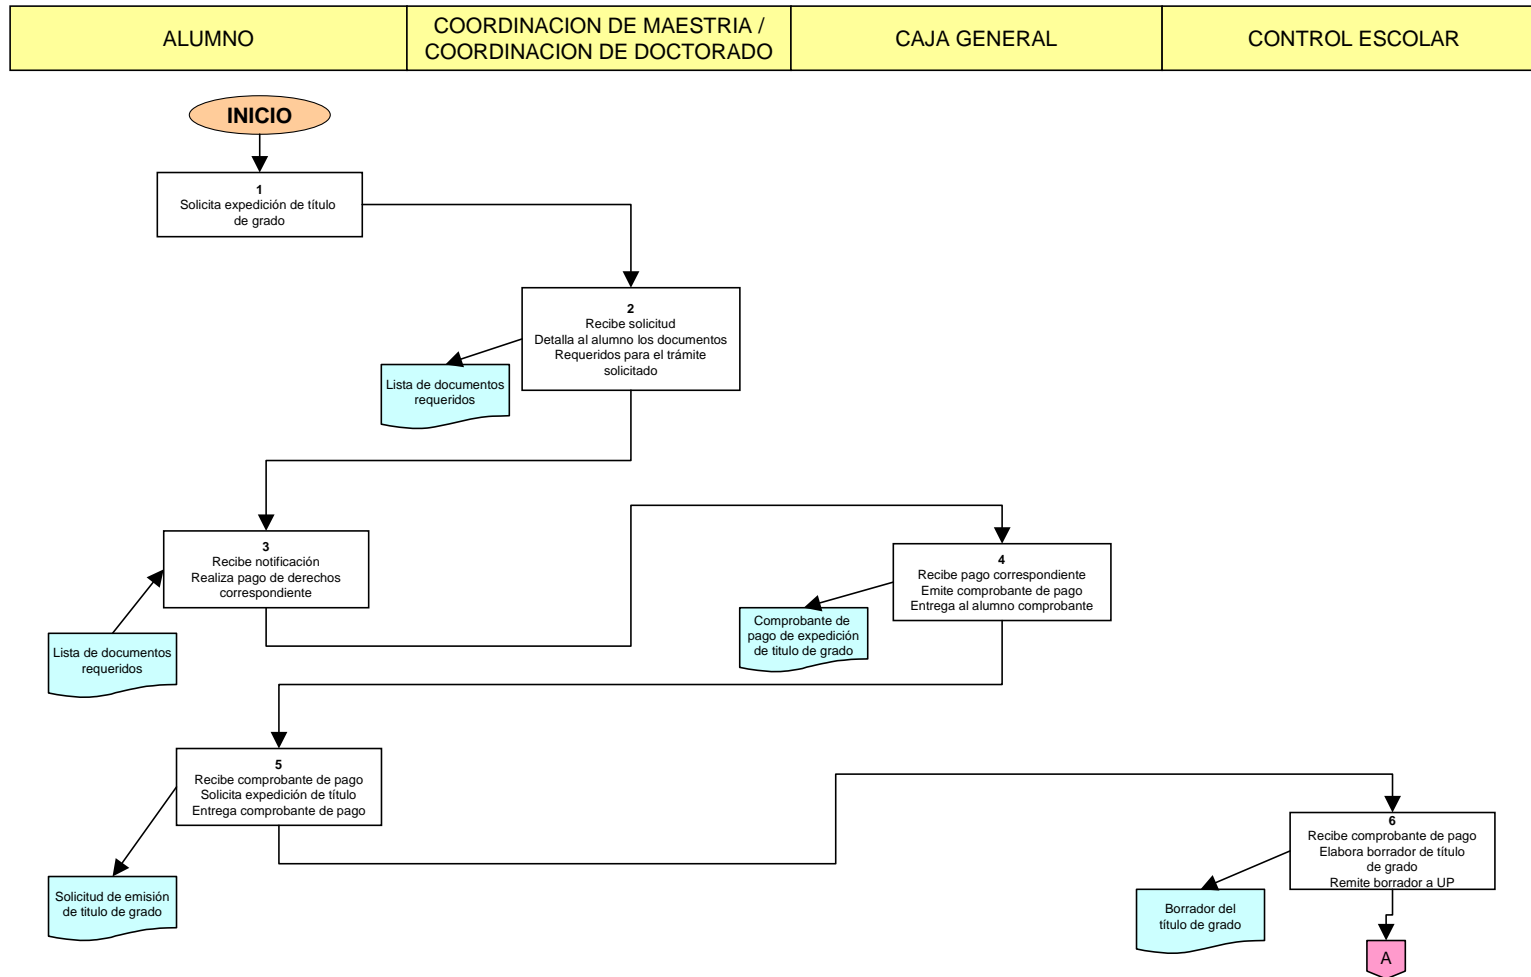 ALUMNO
COORDINACION DE MAESTRIA /
COORDINACION DE DOCTORADO
CAJA GENERAL
CONTROL ESCOLAR
INICIO
1
Solicita expedición de título
de grado
2
Recibe solicitud
Detalla al alumno los documentos
Requeridos para el trámite
solicitado
Lista de documentos
requeridos
3
Recibe notificación
Realiza pago de derechos
correspondiente
Lista de documentos
requeridos
4
Recibe pago correspondiente
Emite comprobante de pago
Entrega al alumno comprobante
Comprobante de
pago de expedición
de titulo de grado
5
Recibe comprobante de pago
Solicita expedición de título
Entrega comprobante de pago
Solicitud de emisión
de titulo de grado
6
Recibe comprobante de pago
Elabora borrador de título
de grado
Remite borrador a UP
Borrador del
título de grado
A